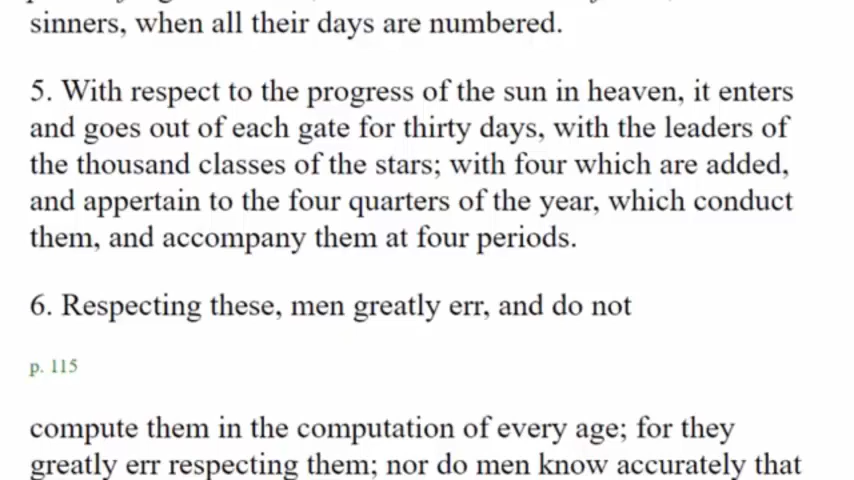 sinners, when all their days are numbered.
5. With respect to the progress of the sun in heaven, it enters
and goes out of each gate for thirty days, with the leaders of
the thousand classes of the stars; with four which are added,
and appertain to the four quarters of the year, which conduct
them, and accompany them at four periods.
6. Respecting these, men greatly err, and do not
p. 115
compute them in the computation of every age; for they
greatly err respecting them; nor do men know accurately that